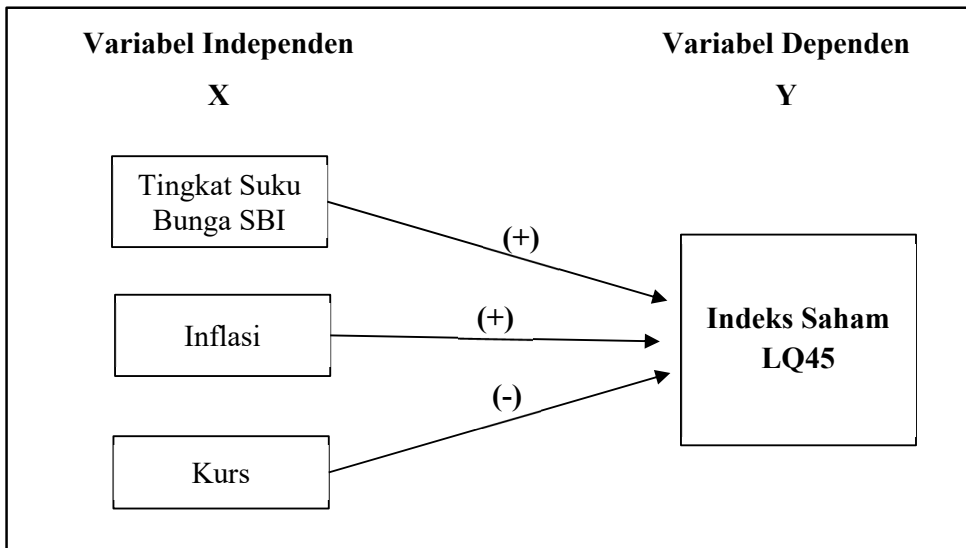 Variabel Independen
X
Variabel Dependen
Y
Tingkat Suku
Bunga SBI
(+)
Inflasi
(+)
Indeks Saham
LQ45
(-)
Kurs